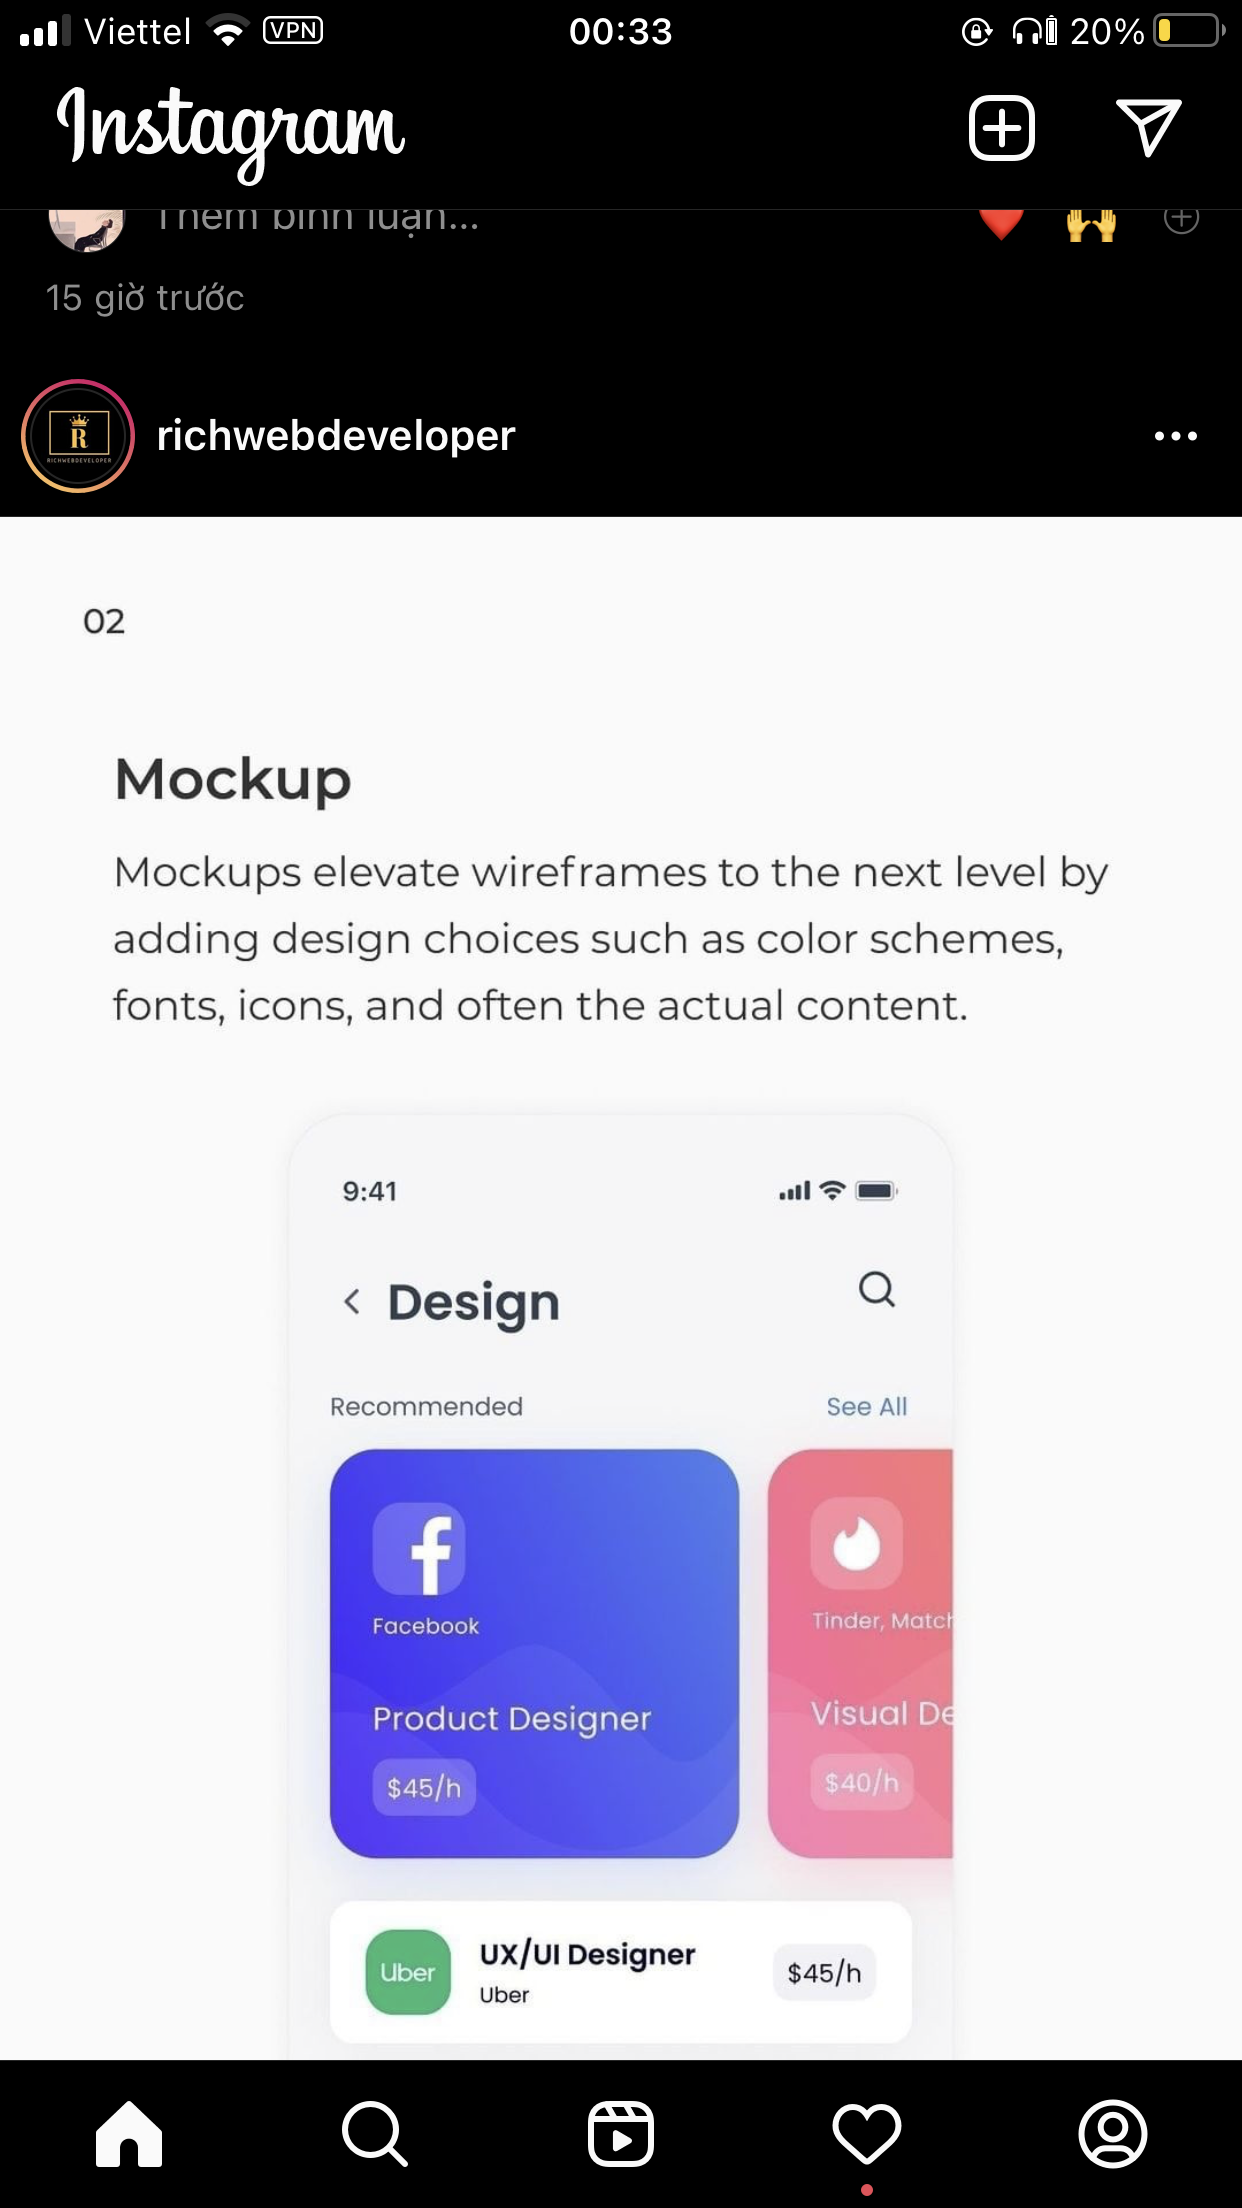 Viettel VPN 00:33 20%
Instagram
Thêm bình luận...
15 giờ trước
R
RICHWEBDEVELOPER
richwebdeveloper
02
Mockup
Mockups elevate wireframes to the next level by
adding design choices such as color schemes,
fonts, icons, and often the actual content.
9:41
Design
Recommended See All
f
Facebook
Tinder, Match
Product Designer
Visual De
$45/h
$40/h
Uber
UX/UI Designer
$45/h
Uber